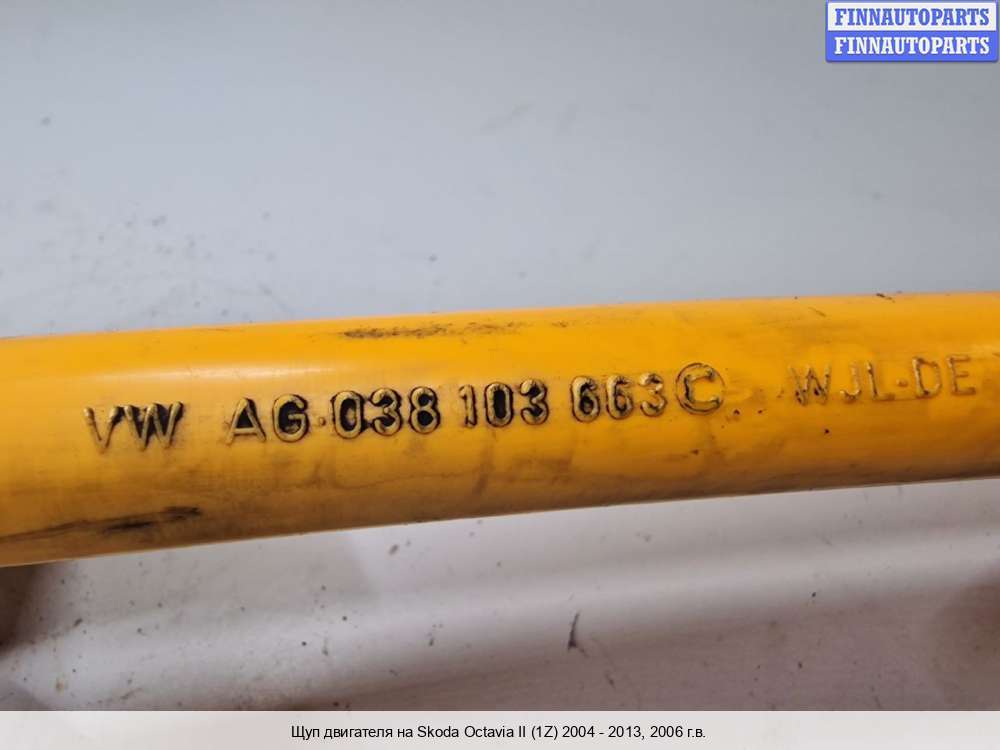 FINNAUTOPARTS
FINNAUTOPARTS
VW AG·038 103 663 © WJL·DE
Щуп двигателя на Skoda Octavia II (1Z) 2004 - 2013, 2006 г.в.